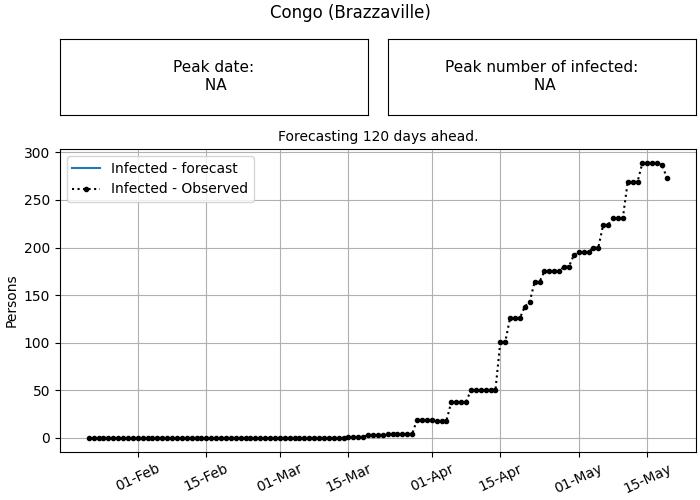 Congo (Brazzaville)
Peak date:
NA
Peak number of infected:
NA
Forecasting 120 days ahead.
Infected - forecast
Infected - Observed
300
250
200
150
100
50
0
Persons
01-Feb
15-Feb
01-Mar
15-Mar
01-Apr
15-Apr
01-May
15-May